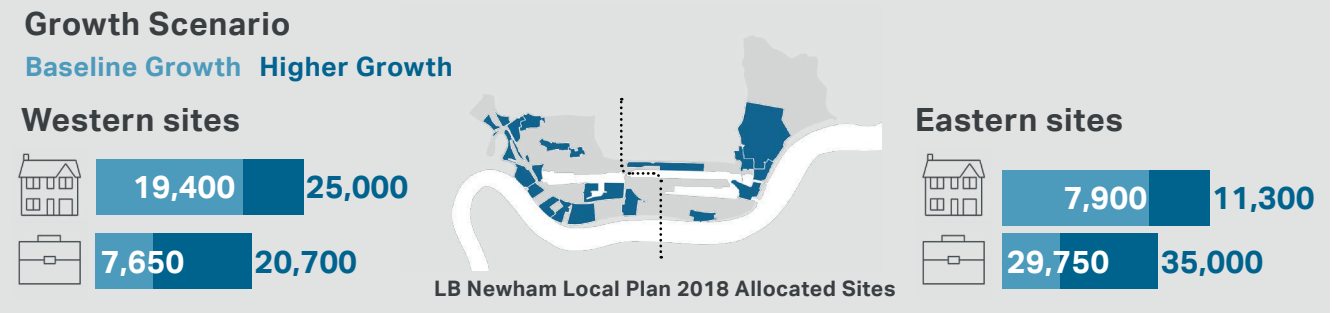 Growth Scenario
Baseline Growth Higher Growth
Western sites
19,400 25,000
7,650 20,700
LB Newham Local Plan 2018 Allocated Sites
Eastern sites
7,900 11,300
29,750 35,000